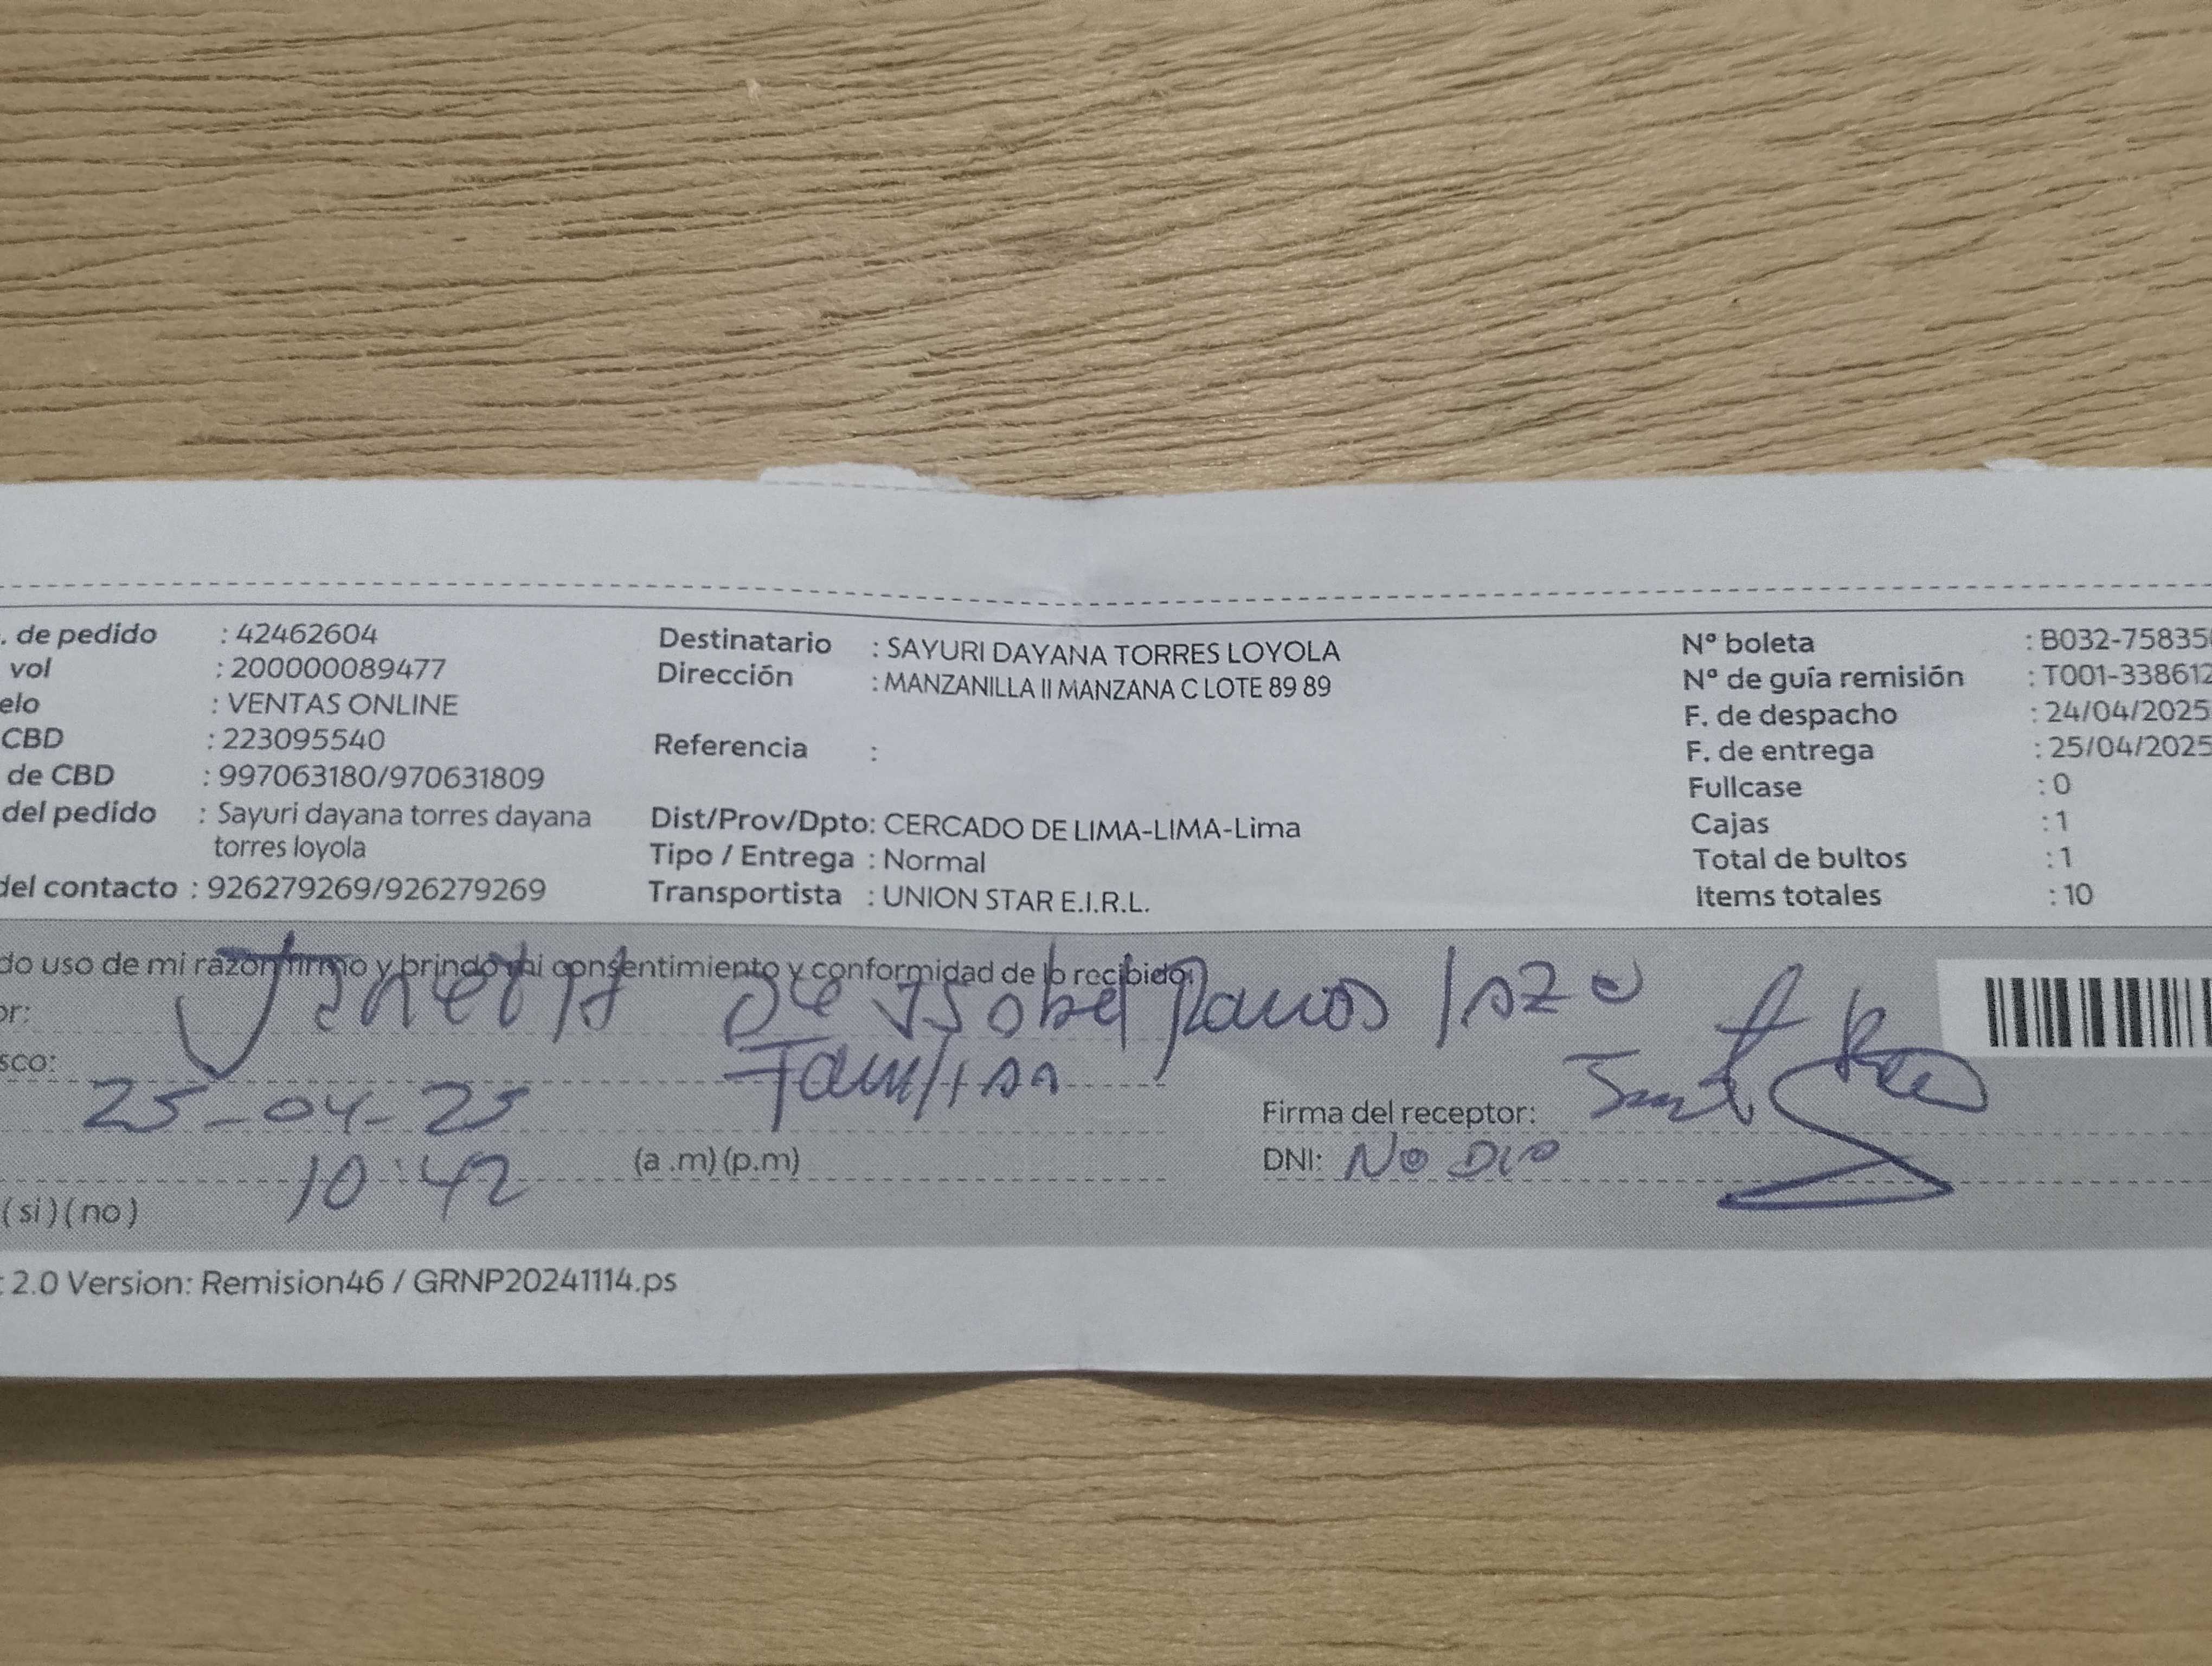 . de pedido : 42462604
vol : 200000089477
elo : VENTAS ONLINE
CBD : 223095540
de CBD : 997063180/970631809
del pedido : Sayuri dayana torres dayana
torres loyola
del contacto : 926279269/926279269
Destinatario : SAYURI DAYANA TORRES LOYOLA
Dirección : MANZANILLA II MANZANA C LOTE 89 89
Referencia :
Dist/Prov/Dpto: CERCADO DE LIMA-LIMA-Lima
Tipo / Entrega : Normal
Transportista : UNION STAR E.I.R.L.
Nº boleta : B032-75835
Nº de guía remisión : T001-338612
F. de despacho : 24/04/2025
F. de entrega : 25/04/2025
Fullcase : 0
Cajas : 1
Total de bultos : 1
Items totales : 10
do uso de mi razon firmo y brindo mi consentimiento y conformidad de lo recibido.
or: Isabel Ramos
sco:
25-04-25
10:42 (a .m) (p.m)
Firma del receptor:
DNI: NO DIO
( si ) ( no )
2.0 Version: Remision46 / GRNP20241114.ps